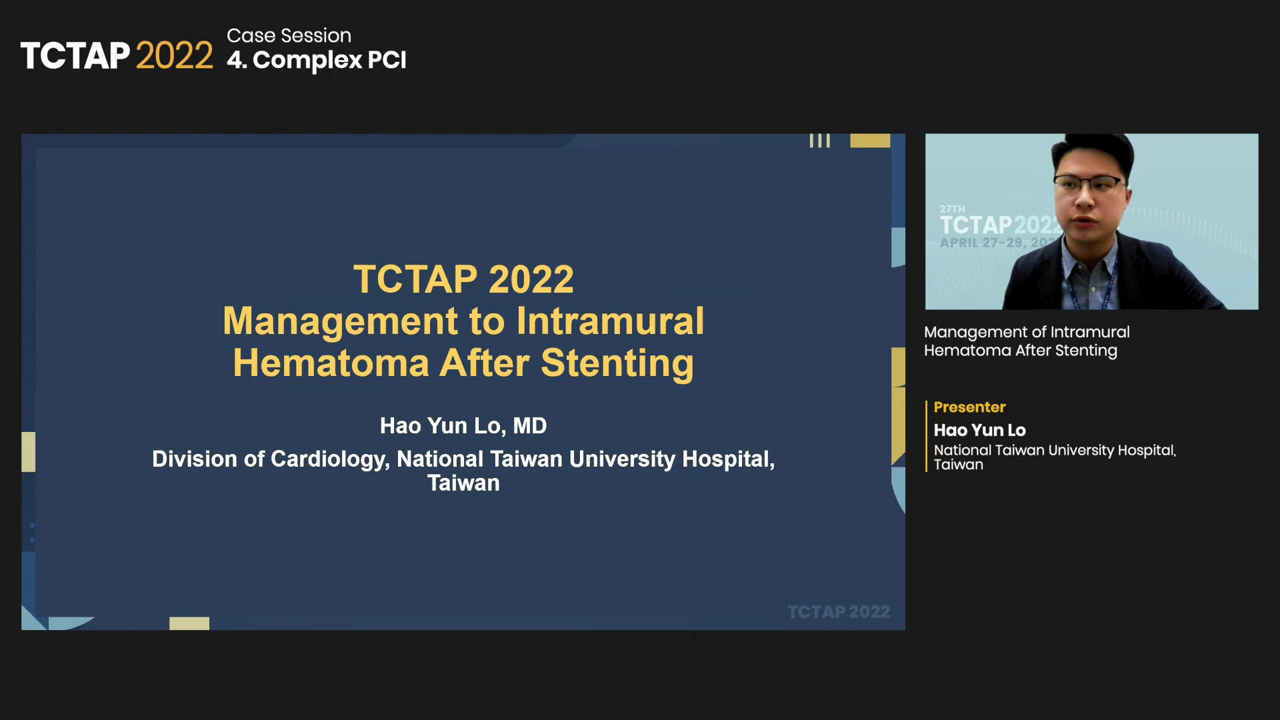 TCTAP 2022
Case Session
4. Complex PCI
TCTAP 2022
Management to Intramural
Hematoma After Stenting
Hao Yun Lo, MD
Division of Cardiology, National Taiwan University Hospital,
Taiwan
TCTAP 2022
27TH
TCTAP 2022
APRIL 27-29, 202
Management of Intramural
Hematoma After Stenting
Presenter
Hao Yun Lo
National Taiwan University Hospital,
Taiwan